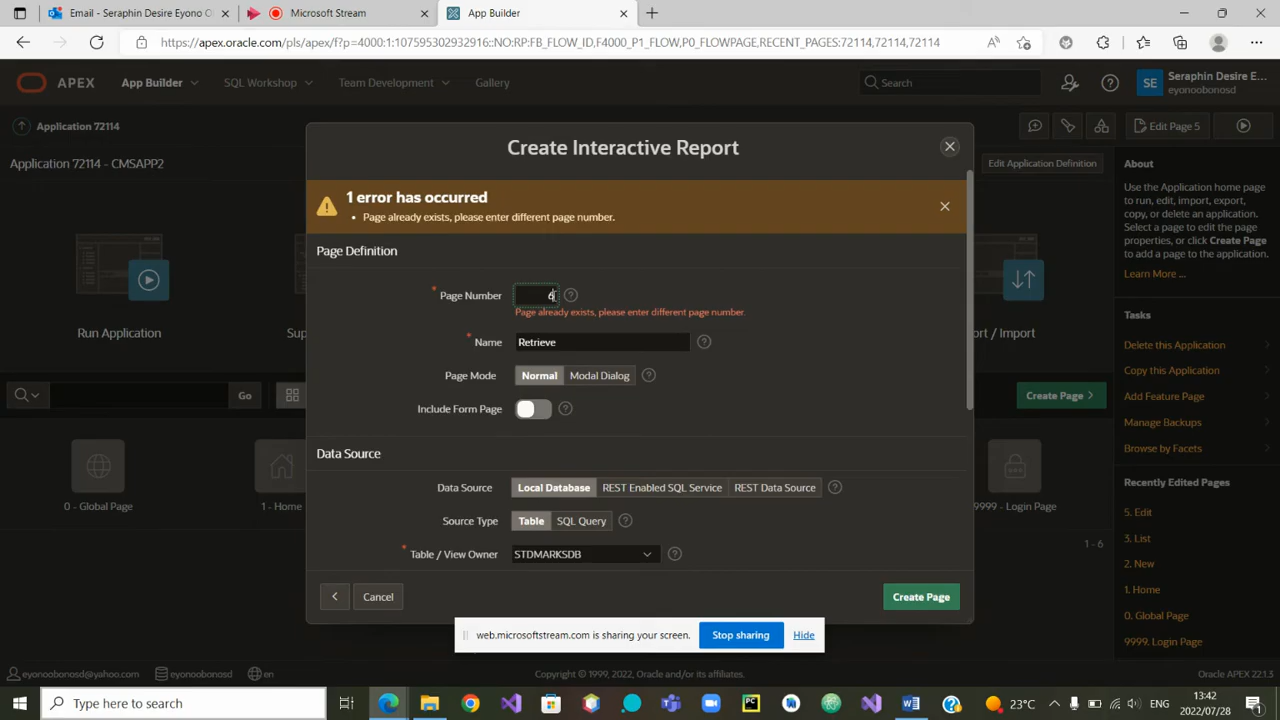 Email - Seraphin Desire Eyono O
Microsoft Stream
App Builder
https://apex.oracle.com/pls/apex/f?p=4000:1:107595302932916::NO:RP:FB_FLOW_ID,F4000_P1_FLOW,P0_FLOWPAGE,RECENT_PAGES:72114,72114,72114
APEX
App Builder
SQL Workshop
Team Development
Gallery
Search
SE
Seraphin Desire E...
eyonoobonosd
Application 72114
Edit Page 5
Application 72114 - CMSAPP2
Edit Application Definition
Create Interactive Report
1 error has occurred
Page already exists, please enter different page number.
Page Definition
Page Number
6
Page already exists, please enter different page number.
Name
Retrieve
Page Mode
Normal
Modal Dialog
Include Form Page
Data Source
Data Source
Local Database
REST Enabled SQL Service
REST Data Source
Source Type
Table
SQL Query
Table / View Owner
STDMARKSDB
Cancel
Create Page
Run Application
Sup
ort / Import
Go
Create Page
0 - Global Page
1 - Home
9999 - Login Page
1 - 6
About
Use the Application home page
to run, edit, import, export,
copy, or delete an application.
Select a page to edit the page
properties, or click Create Page
to add a page to the application.
Learn More ...
Tasks
Delete this Application
Copy this Application
Add Feature Page
Manage Backups
Browse by Facets
Recently Edited Pages
5. Edit
3. List
2. New
1. Home
0. Global Page
9999. Login Page
web.microsoftstream.com is sharing your screen.
Stop sharing
Hide
eyonoobonosd@yahoo.com
eyonoobonosd
en
Copyright © 1999, 2022, Oracle and/or its affiliates.
Oracle APEX 22.1.3
Type here to search
PC
W
23°C
ENG
13:42
2022/07/28
1